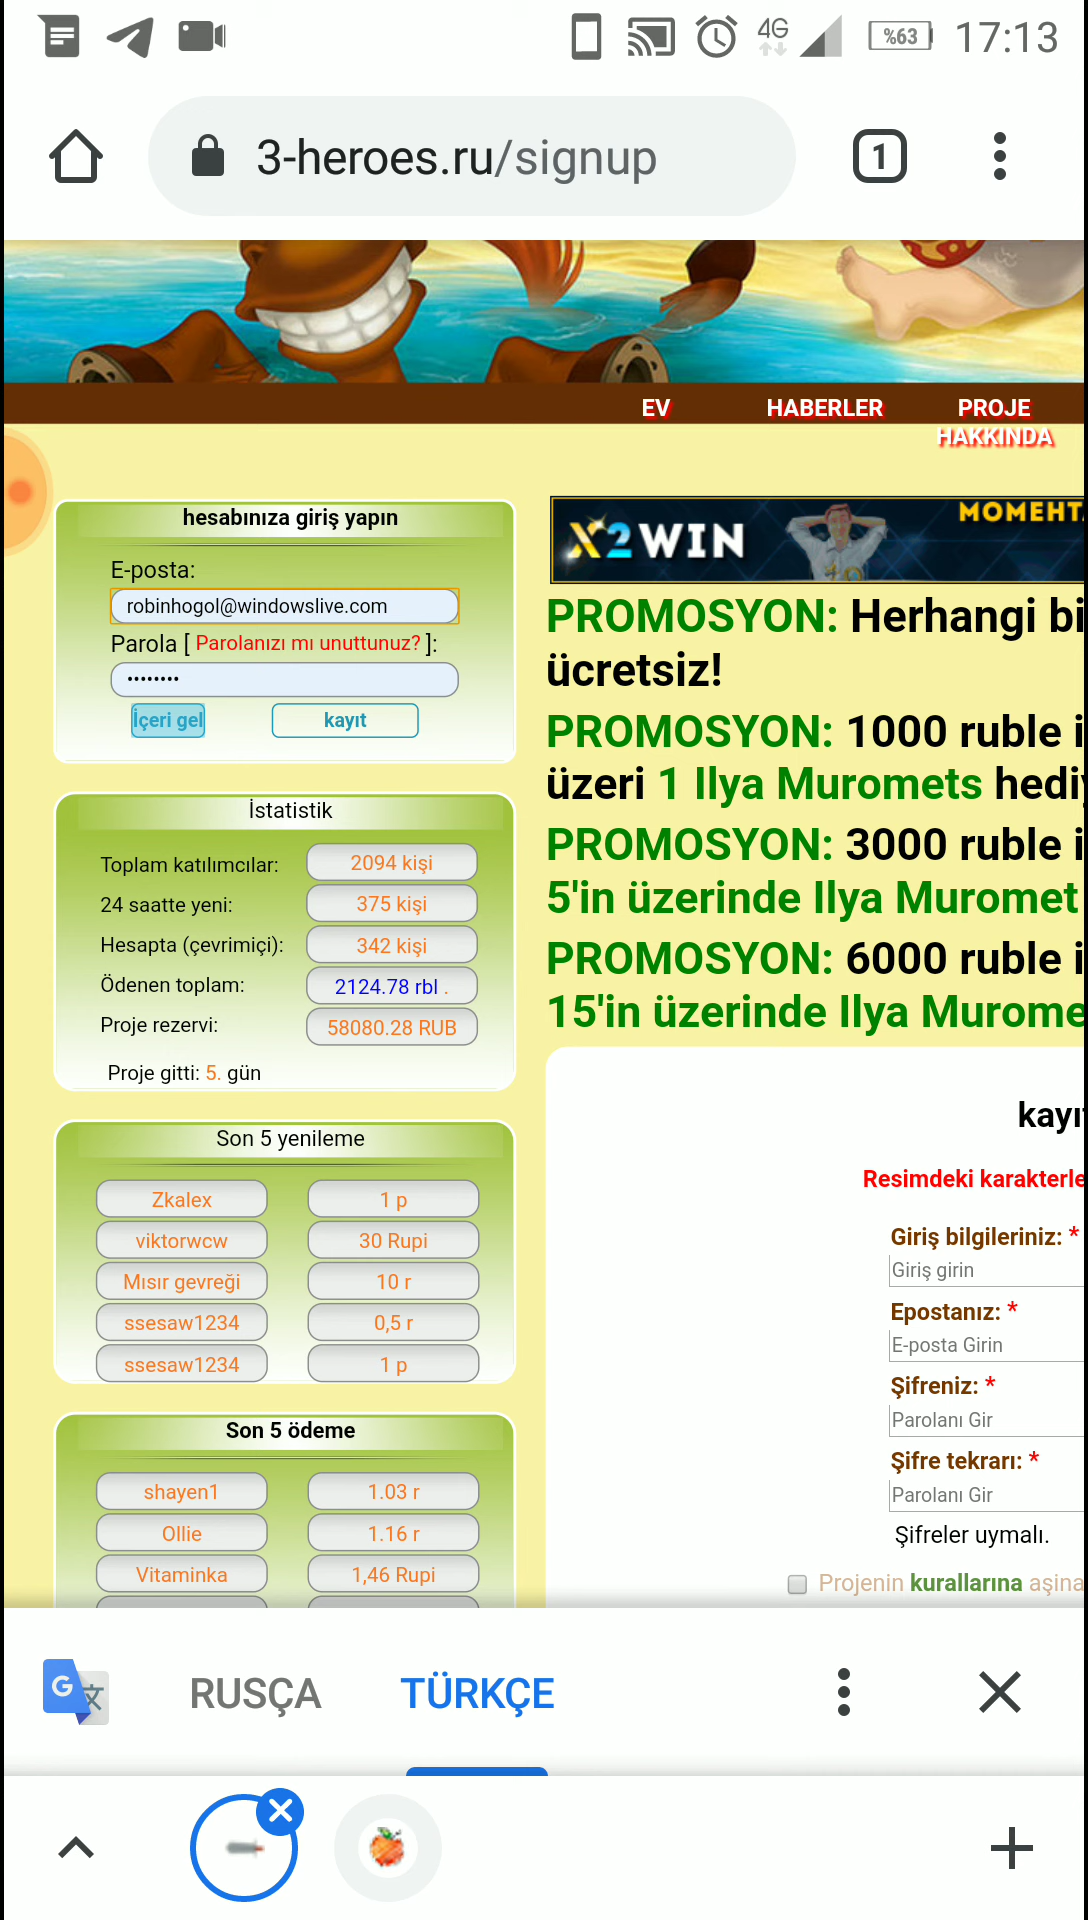 4G
%63
17:13
3-heroes.ru/signup
1
EV
HABERLER
PROJE
HAKKINDA
hesabınıza giriş yapın
E-posta:
robinhogol@windowslive.com
Parola [ Parolanızı mı unuttunuz? ]:
••••••••
İçeri gel
kayıt
İstatistik
Toplam katılımcılar:
2094 kişi
24 saatte yeni:
375 kişi
Hesapta (çevrimiçi):
342 kişi
Ödenen toplam:
2124.78 rbl .
Proje rezervi:
58080.28 RUB
Proje gitti: 5. gün
Son 5 yenileme
Zkalex
1 p
viktorwcw
30 Rupi
Mısır gevreği
10 r
ssesaw1234
0,5 r
ssesaw1234
1 p
Son 5 ödeme
shayen1
1.03 r
Ollie
1.16 r
Vitaminka
1,46 Rupi
X2WIN
МОМЕНТ
PROMOSYON: Herhangi bi
ücretsiz!
PROMOSYON: 1000 ruble i
üzeri 1 Ilya Muromets hediy
PROMOSYON: 3000 ruble i
5'in üzerinde Ilya Muromet
PROMOSYON: 6000 ruble i
15'in üzerinde Ilya Murome
kayıt
Resimdeki karakterle
Giriş bilgileriniz: *
Giriş girin
Epostanız: *
E-posta Girin
Şifreniz: *
Parolanı Gir
Şifre tekrarı: *
Parolanı Gir
Şifreler uymalı.
Projenin kurallarına aşina
G 文
RUSÇA
TÜRKÇE